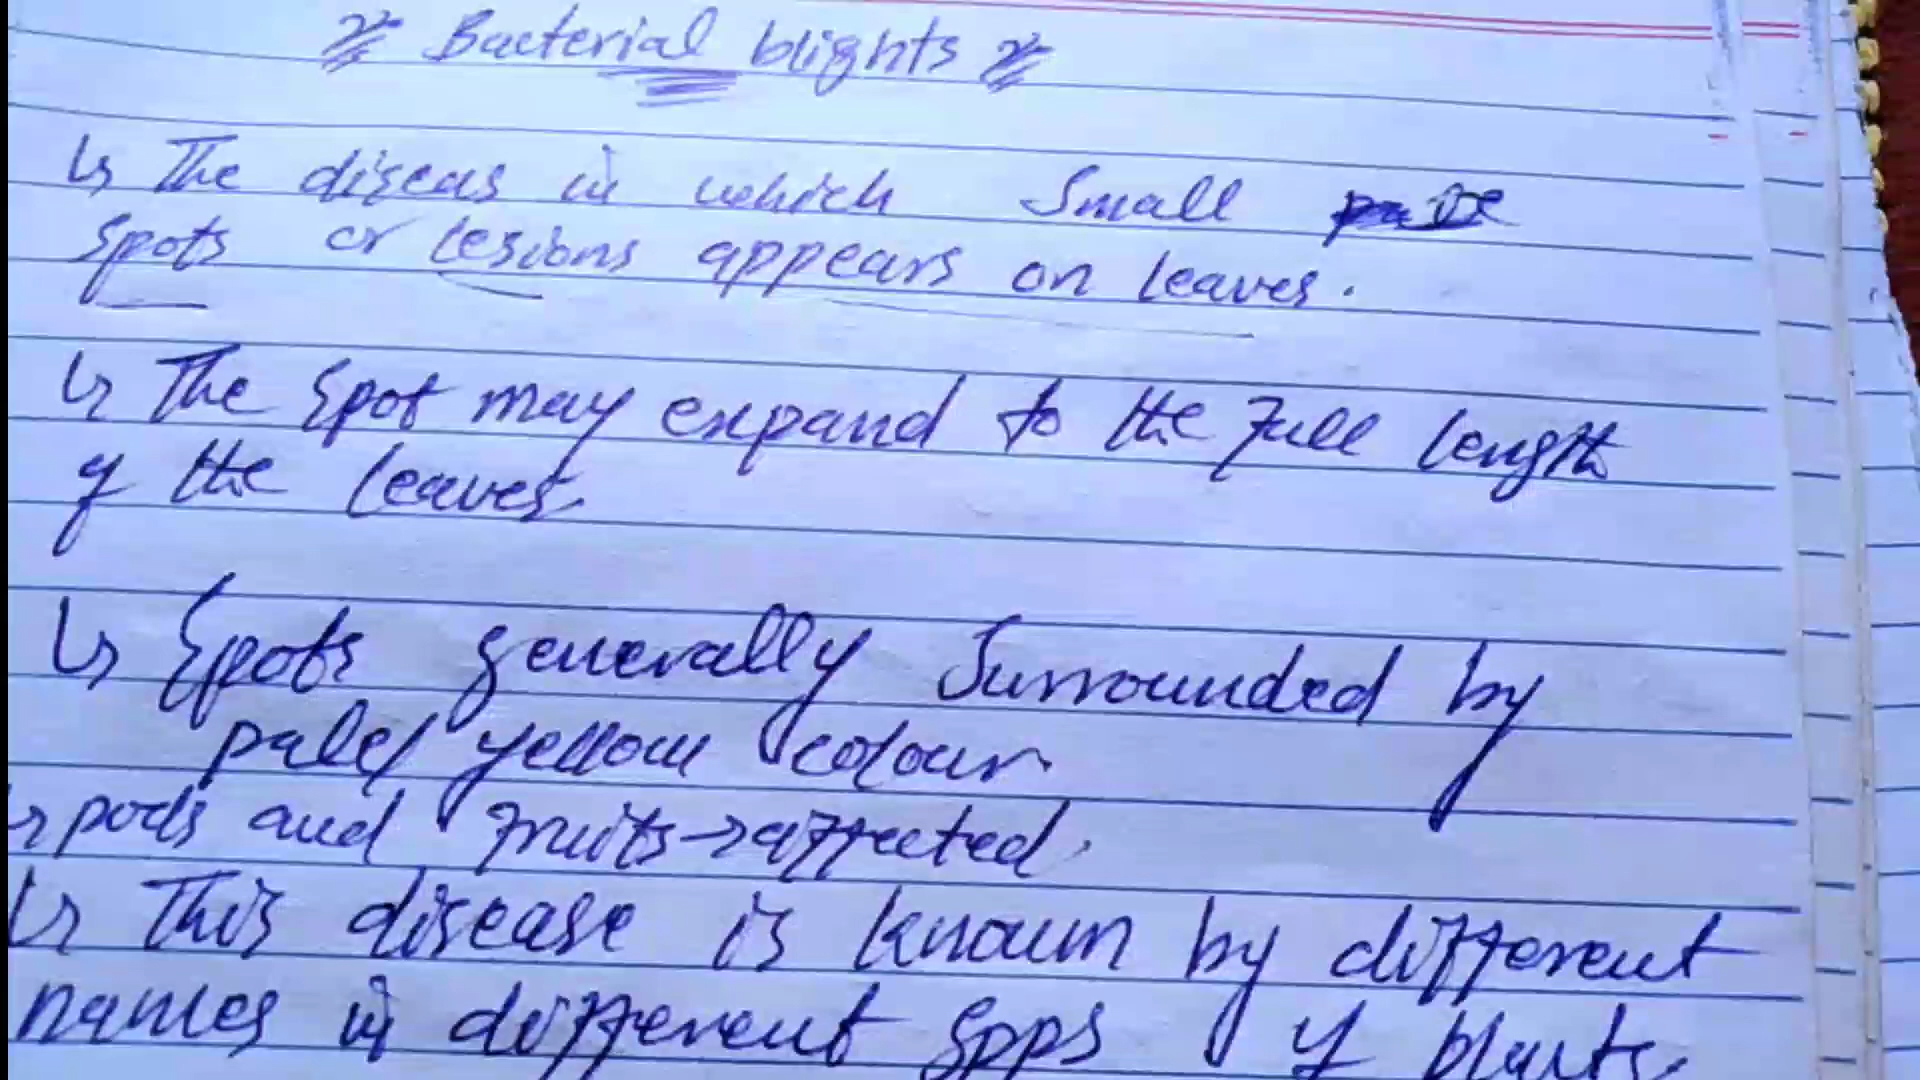 Bacterial blights
The diseas in which Small
spots or lesions appears on leaves.
The spot may expand to the full length
of the leaves.
Spots generally surrounded by
pale/ yellow colour
pods and fruits→affected.
This disease is known by different
names in different spps of plants.